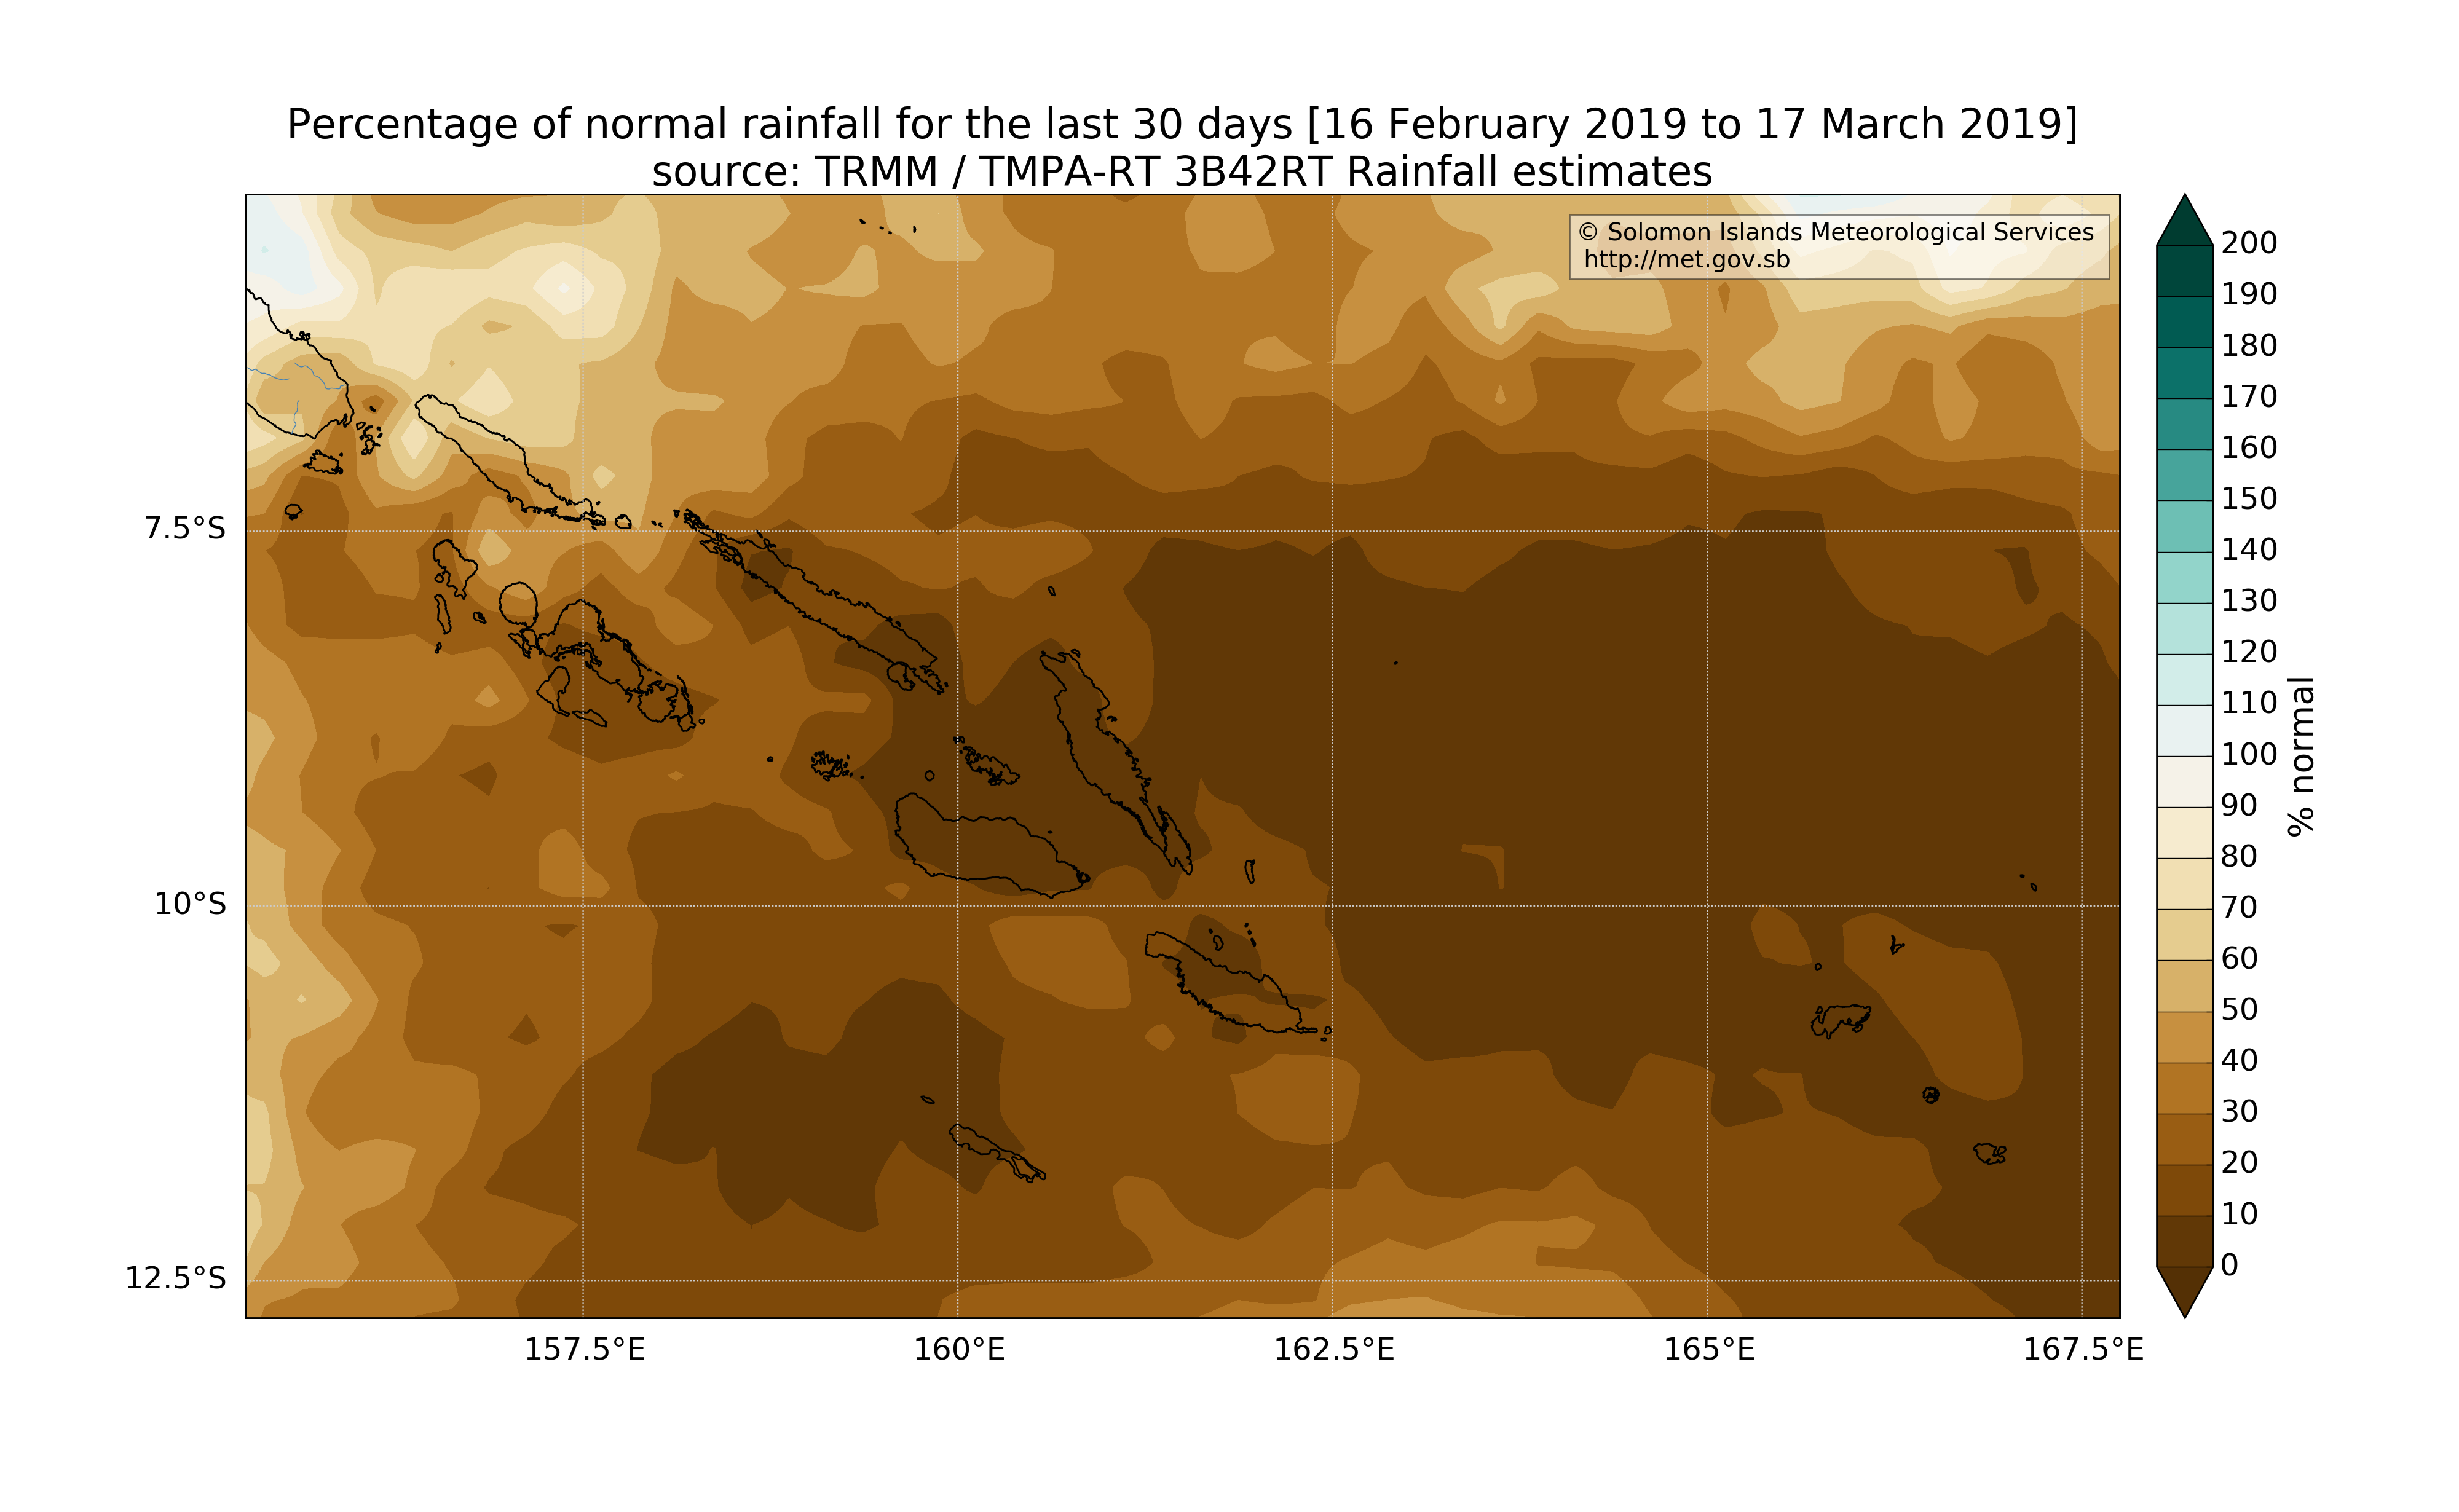 Percentage of normal rainfall for the last 30 days [16 February 2019 to 17 March 2019]
source: TRMM / TMPA-RT 3B42RT Rainfall estimates
© Solomon Islands Meteorological Services
http://met.gov.sb
7.5°S
10°S
12.5°S
157.5°E
160°E
162.5°E
165°E
167.5°E
200
190
180
170
160
150
140
130
120
110
100
90
80
70
60
50
40
30
20
10
0
% normal